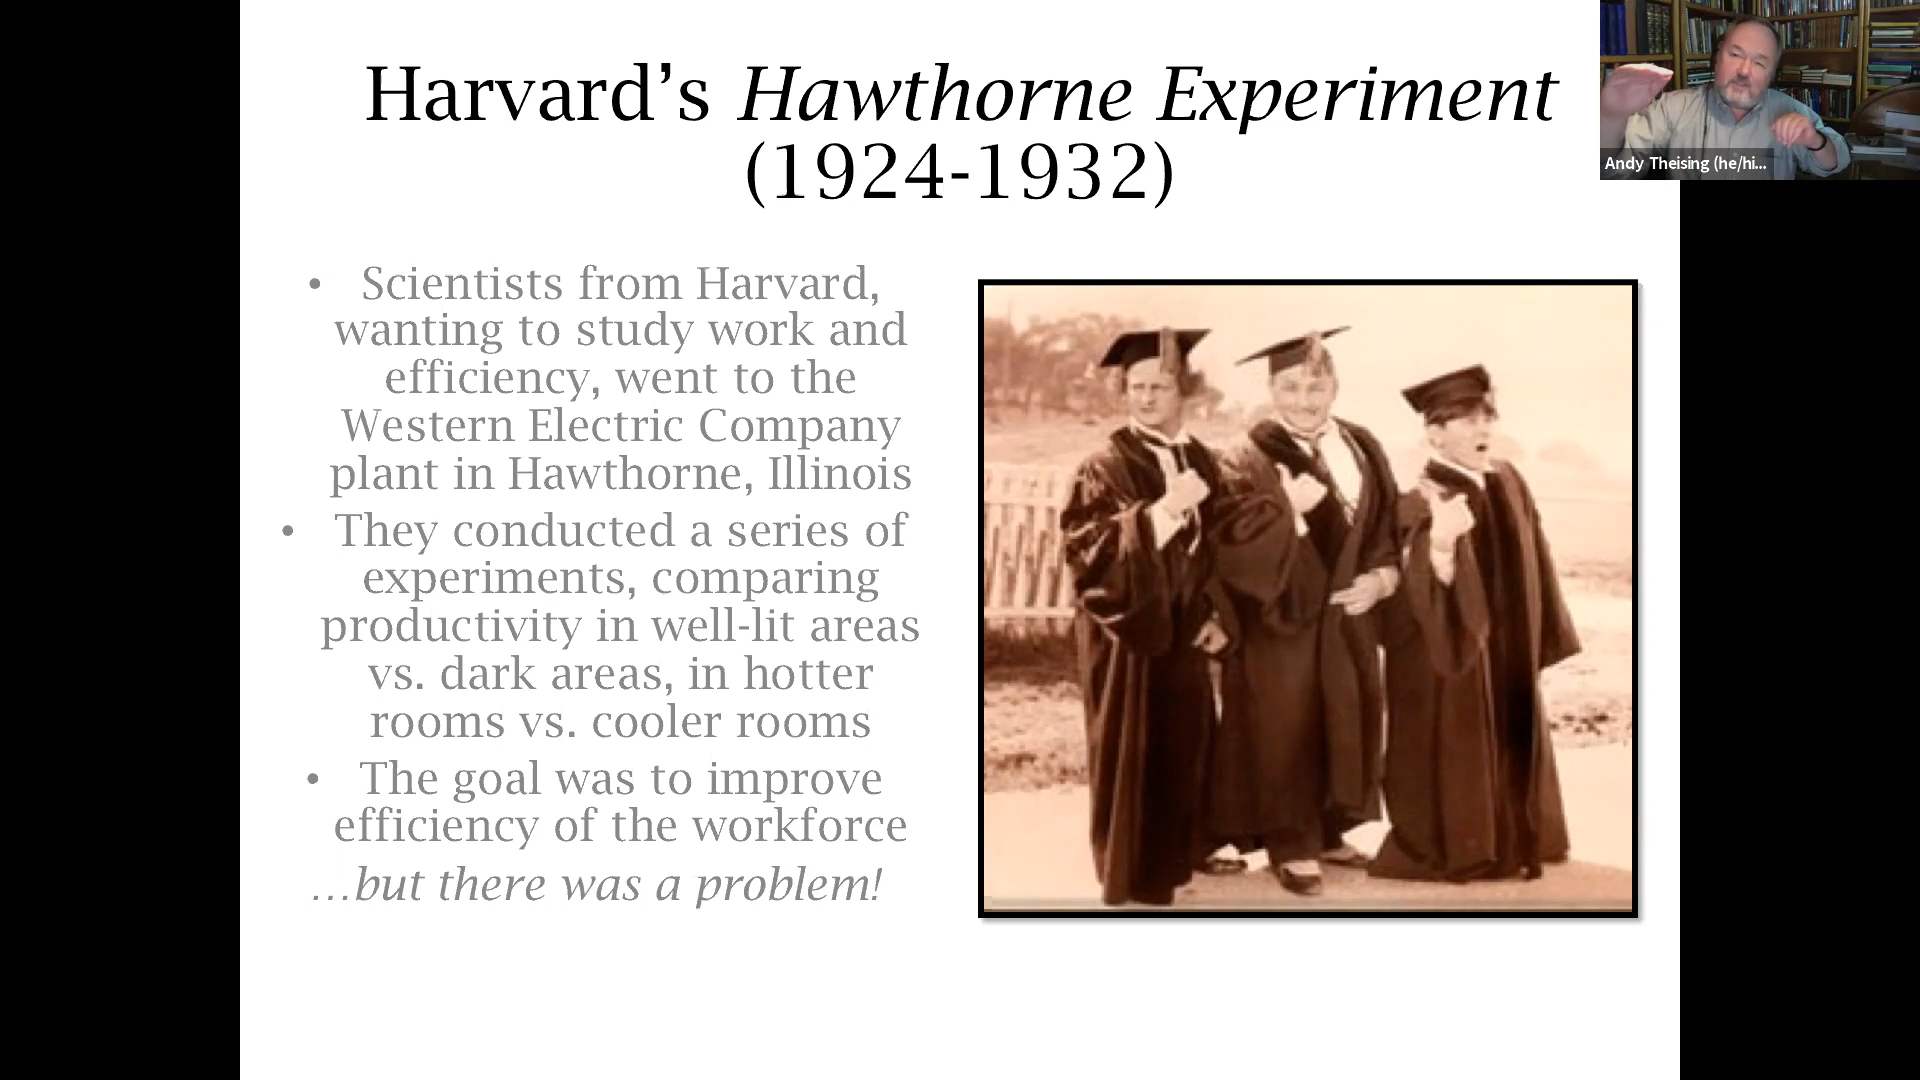 Harvard’s Hawthorne Experiment
(1924-1932)
Andy Theising (he/hi...
• Scientists from Harvard,
wanting to study work and
efficiency, went to the
Western Electric Company
plant in Hawthorne, Illinois
• They conducted a series of
experiments, comparing
productivity in well-lit areas
vs. dark areas, in hotter
rooms vs. cooler rooms
• The goal was to improve
efficiency of the workforce
…but there was a problem!